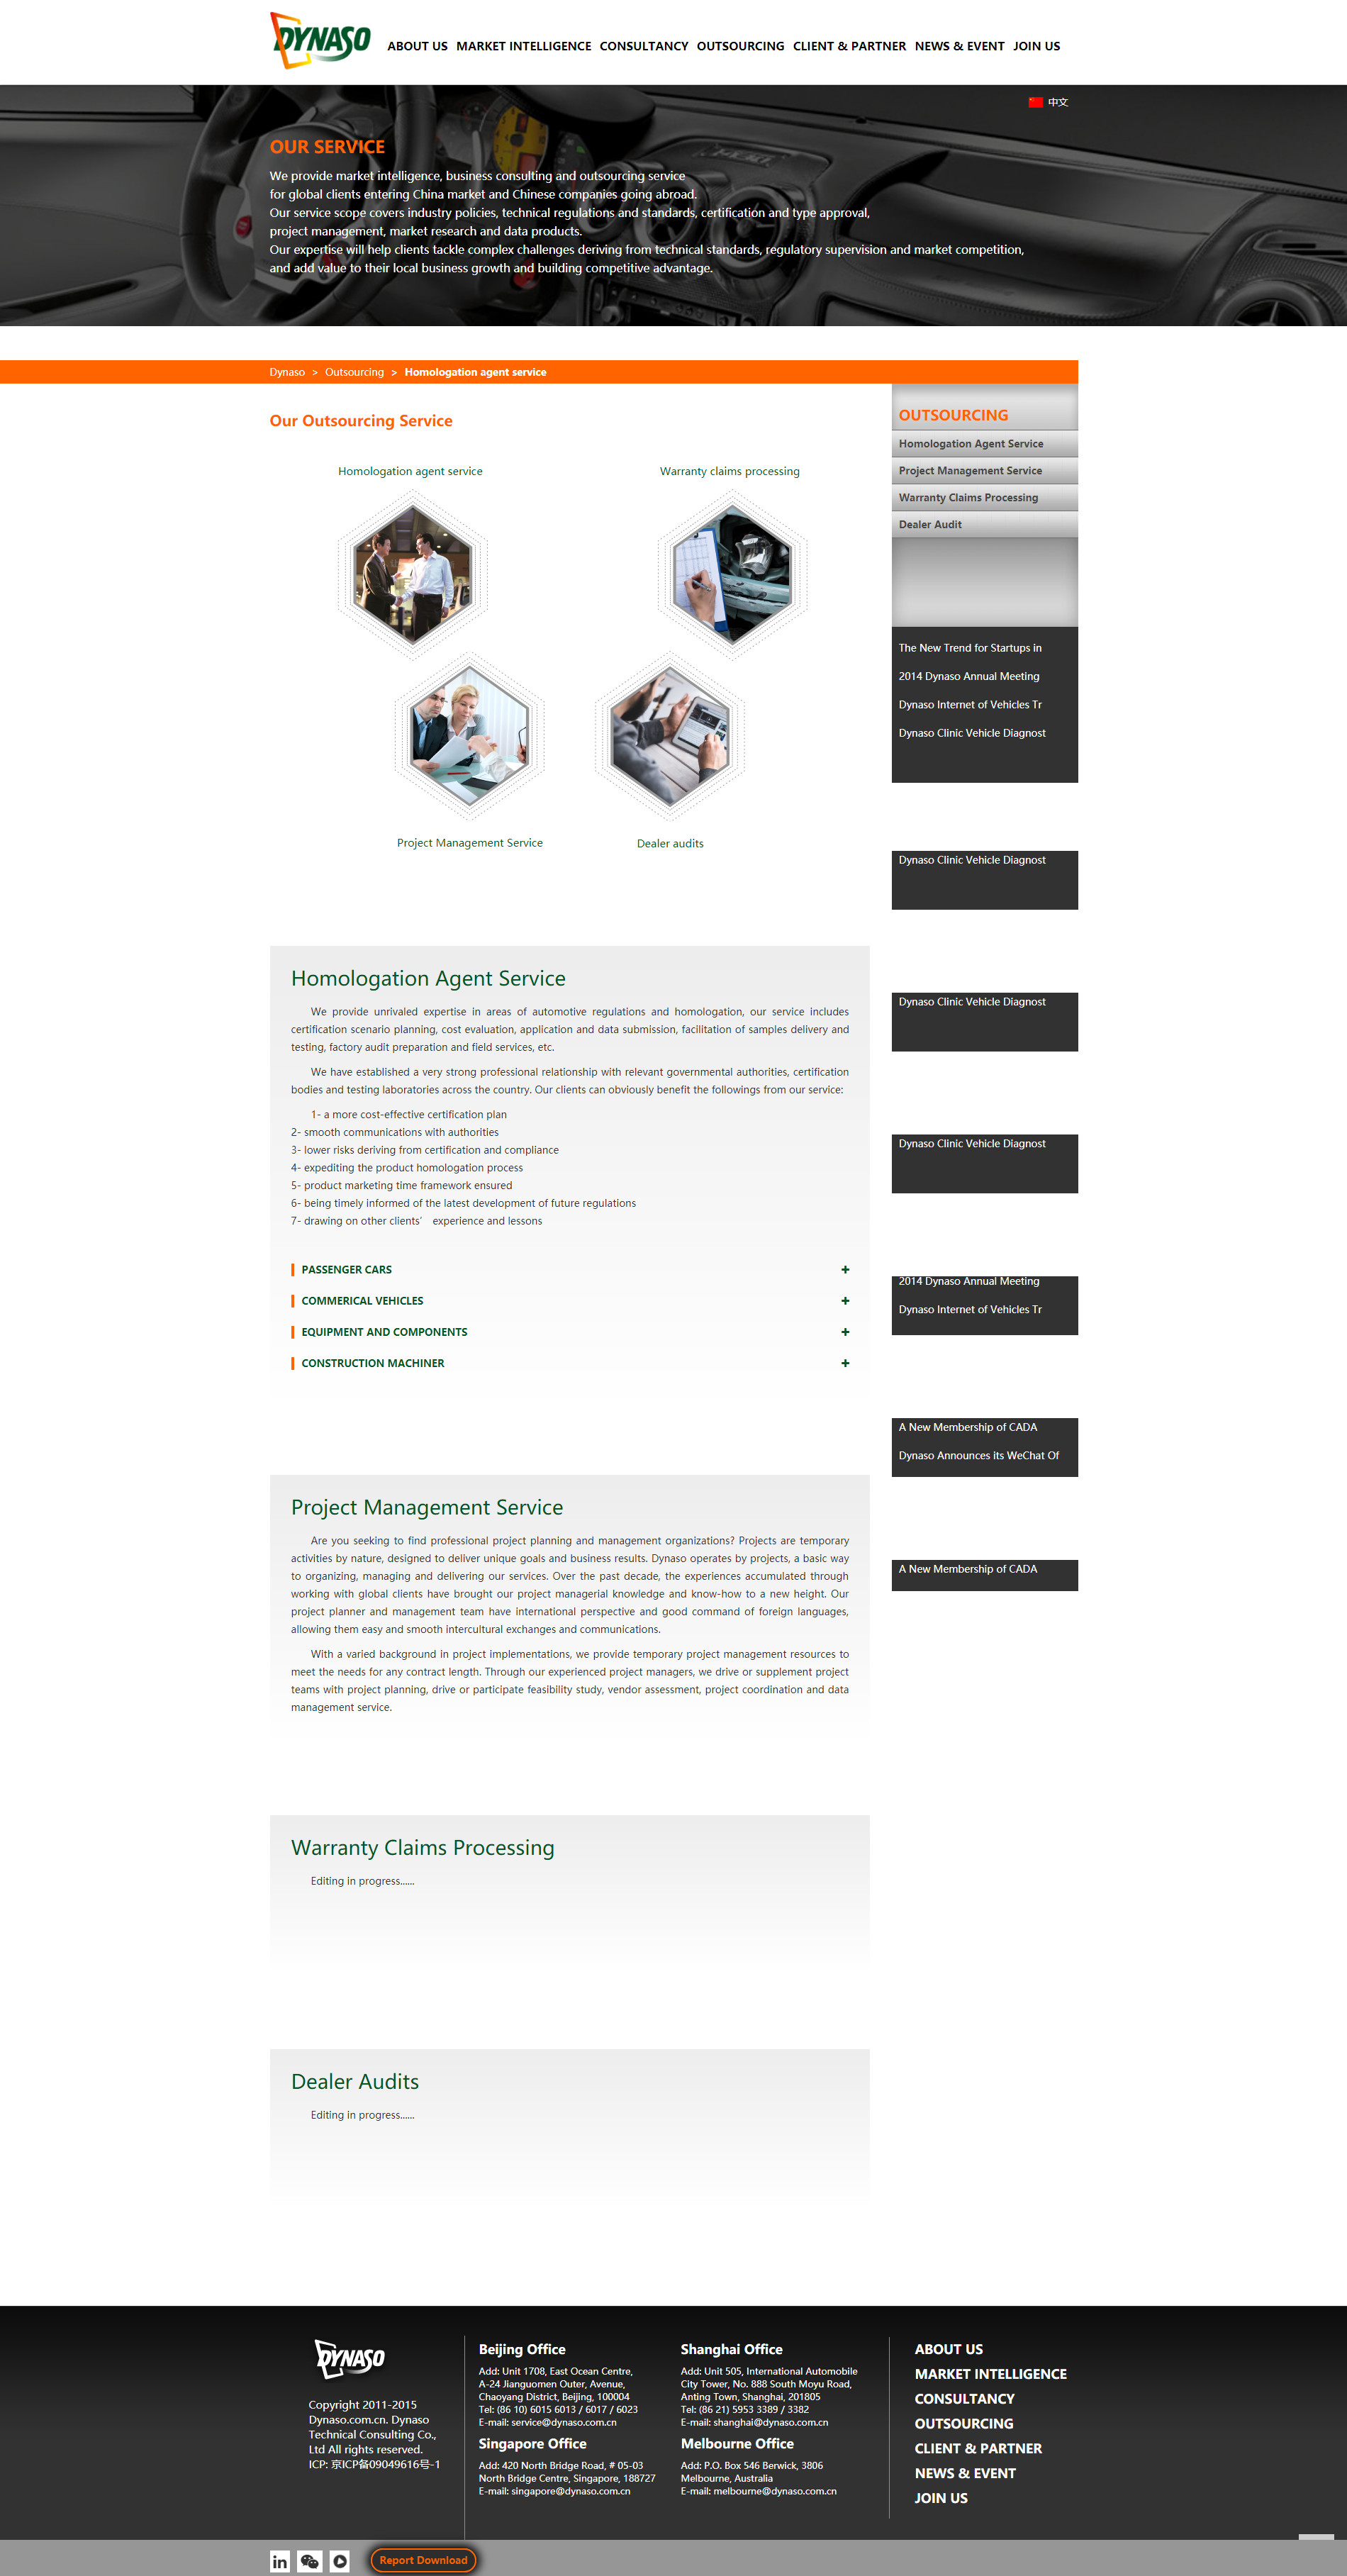 DYNASO
ABOUT US MARKET INTELLIGENCE CONSULTANCY OUTSOURCING CLIENT & PARTNER NEWS & EVENT JOIN US
中文
OUR SERVICE
We provide market intelligence, business consulting and outsourcing service
for global clients entering China market and Chinese companies going abroad.
Our service scope covers industry policies, technical regulations and standards, certification and type approval,
project management, market research and data products.
Our expertise will help clients tackle complex challenges deriving from technical standards, regulatory supervision and market competition,
and add value to their local business growth and building competitive advantage.
Dynaso > Outsourcing > Homologation agent service
Our Outsourcing Service
Homologation agent service
Warranty claims processing
Project Management Service
Dealer audits
OUTSOURCING
Homologation Agent Service
Project Management Service
Warranty Claims Processing
Dealer Audit
The New Trend for Startups in
2014 Dynaso Annual Meeting
Dynaso Internet of Vehicles Tr
Dynaso Clinic Vehicle Diagnost
Dynaso Clinic Vehicle Diagnost
Dynaso Clinic Vehicle Diagnost
Dynaso Clinic Vehicle Diagnost
2014 Dynaso Annual Meeting
Dynaso Internet of Vehicles Tr
A New Membership of CADA
Dynaso Announces its WeChat Of
A New Membership of CADA
Homologation Agent Service
We provide unrivaled expertise in areas of automotive regulations and homologation, our service includes
certification scenario planning, cost evaluation, application and data submission, facilitation of samples delivery and
testing, factory audit preparation and field services, etc.
We have established a very strong professional relationship with relevant governmental authorities, certification
bodies and testing laboratories across the country. Our clients can obviously benefit the followings from our service:
1- a more cost-effective certification plan
2- smooth communications with authorities
3- lower risks deriving from certification and compliance
4- expediting the product homologation process
5- product marketing time framework ensured
6- being timely informed of the latest development of future regulations
7- drawing on other clients’ experience and lessons
PASSENGER CARS +
COMMERICAL VEHICLES +
EQUIPMENT AND COMPONENTS +
CONSTRUCTION MACHINER +
Project Management Service
Are you seeking to find professional project planning and management organizations? Projects are temporary
activities by nature, designed to deliver unique goals and business results. Dynaso operates by projects, a basic way
to organizing, managing and delivering our services. Over the past decade, the experiences accumulated through
working with global clients have brought our project managerial knowledge and know-how to a new height. Our
project planner and management team have international perspective and good command of foreign languages,
allowing them easy and smooth intercultural exchanges and communications.
With a varied background in project implementations, we provide temporary project management resources to
meet the needs for any contract length. Through our experienced project managers, we drive or supplement project
teams with project planning, drive or participate feasibility study, vendor assessment, project coordination and data
management service.
Warranty Claims Processing
Editing in progress......
Dealer Audits
Editing in progress......
DYNASO
Copyright 2011-2015
Dynaso.com.cn. Dynaso
Technical Consulting Co.,
Ltd All rights reserved.
ICP: 京ICP备09049616号-1
Beijing Office
Add: Unit 1708, East Ocean Centre,
A-24 Jianguomen Outer, Avenue,
Chaoyang District, Beijing, 100004
Tel: (86 10) 6015 6013 / 6017 / 6023
E-mail: service@dynaso.com.cn
Shanghai Office
Add: Unit 505, International Automobile
City Tower, No. 888 South Moyu Road,
Anting Town, Shanghai, 201805
Tel: (86 21) 5953 3389 / 3382
E-mail: shanghai@dynaso.com.cn
Singapore Office
Add: 420 North Bridge Road, # 05-03
North Bridge Centre, Singapore, 188727
E-mail: singapore@dynaso.com.cn
Melbourne Office
Add: P.O. Box 546 Berwick, 3806
Melbourne, Australia
E-mail: melbourne@dynaso.com.cn
ABOUT US
MARKET INTELLIGENCE
CONSULTANCY
OUTSOURCING
CLIENT & PARTNER
NEWS & EVENT
JOIN US
in
Report Download